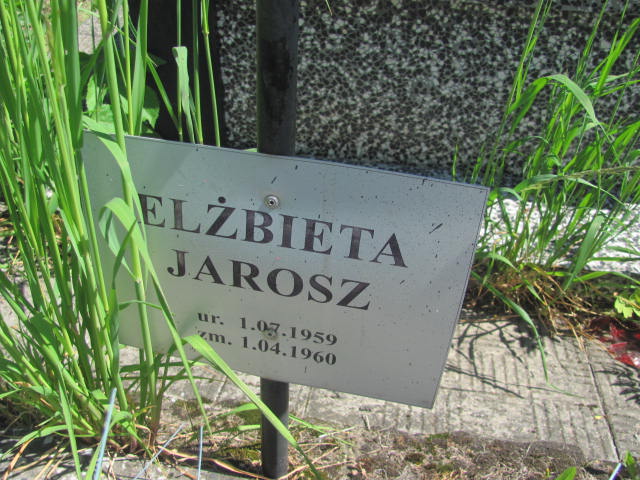 ELŻBIETA
JAROSZ
ur. 1.07.1959
zm. 1.04.1960